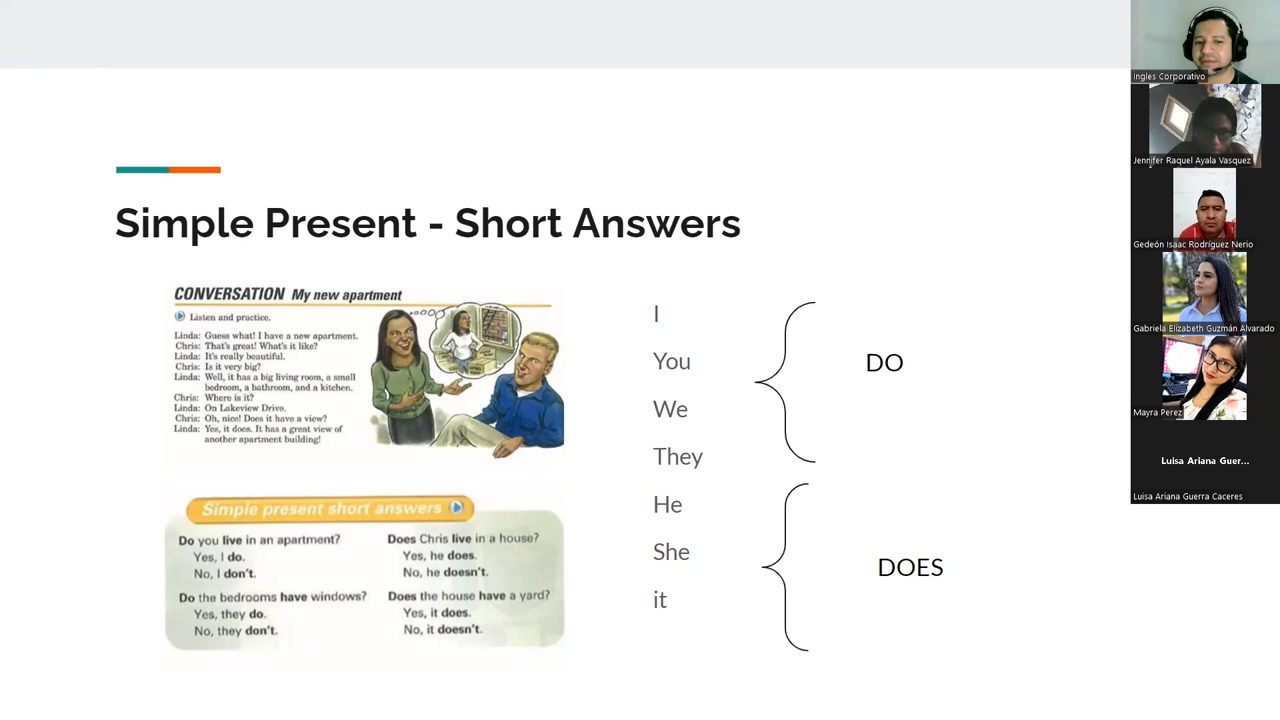 Simple Present - Short Answers
CONVERSATION My new apartment
Listen and practice.
Linda: Guess what! I have a new apartment.
Chris: That's great! What's it like?
Linda: It's really beautiful.
Chris: Is it very big?
Linda: Well, it has a big living room, a small
bedroom, a bathroom, and a kitchen.
Chris: Where is it?
Linda: On Lakeview Drive.
Chris: Oh, nice! Does it have a view?
Linda: Yes, it does. It has a great view of
another apartment building!
Simple present short answers
Do you live in an apartment?
Yes, I do.
No, I don't.
Do the bedrooms have windows?
Yes, they do.
No, they don't.
Does Chris live in a house?
Yes, he does.
No, he doesn't.
Does the house have a yard?
Yes, it does.
No, it doesn't.
I
You
We
They
He
She
it
DO
DOES
Ingles Corporativo
Jennifer Raquel Ayala Vasquez
Gedeón Isaac Rodríguez Nerio
Gabriela Elizabeth Guzmán Alvarado
Mayra Perez
Luisa Ariana Guer...
Luisa Ariana Guerra Caceres